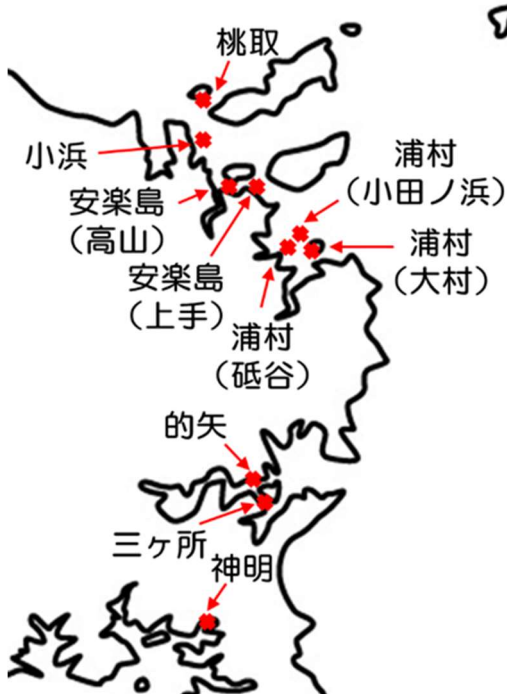 桃取
小浜
浦村
（小田ノ浜）
安楽島
（高山）
浦村
（大村）
安楽島
（上手）
浦村
（砥谷）
的矢
三ヶ所
神明